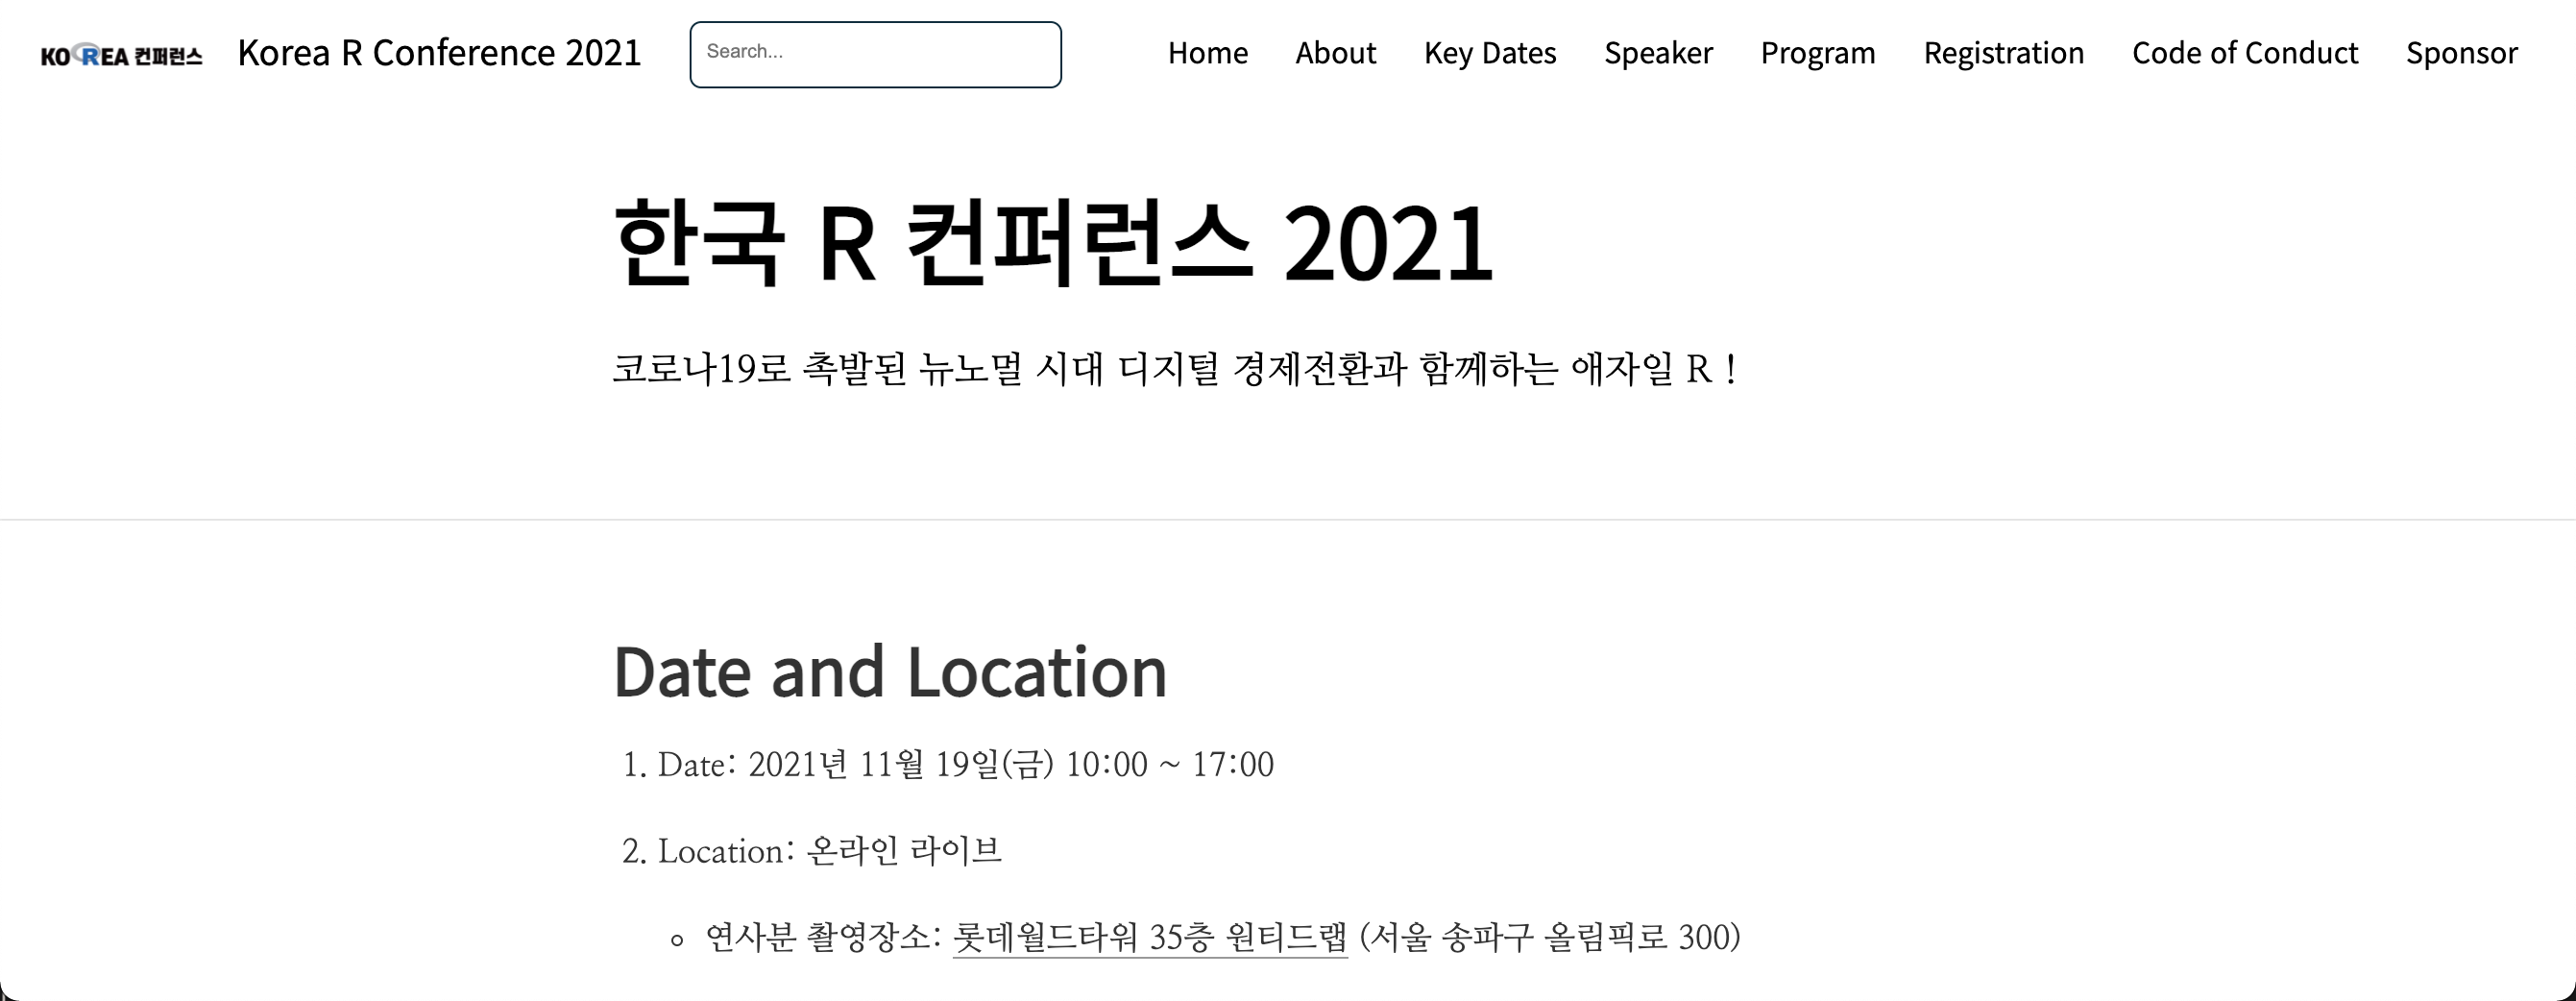 KOREA 컨퍼런스 Korea R Conference 2021 Search... Home About Key Dates Speaker Program Registration Code of Conduct Sponsor
한국 R 컨퍼런스 2021
코로나19로 촉발된 뉴노멀 시대 디지털 경제전환과 함께하는 애자일 R !
Date and Location
1. Date: 2021년 11월 19일(금) 10:00 ~ 17:00
2. Location: 온라인 라이브
연사분 촬영장소: 롯데월드타워 35층 원티드랩 (서울 송파구 올림픽로 300)